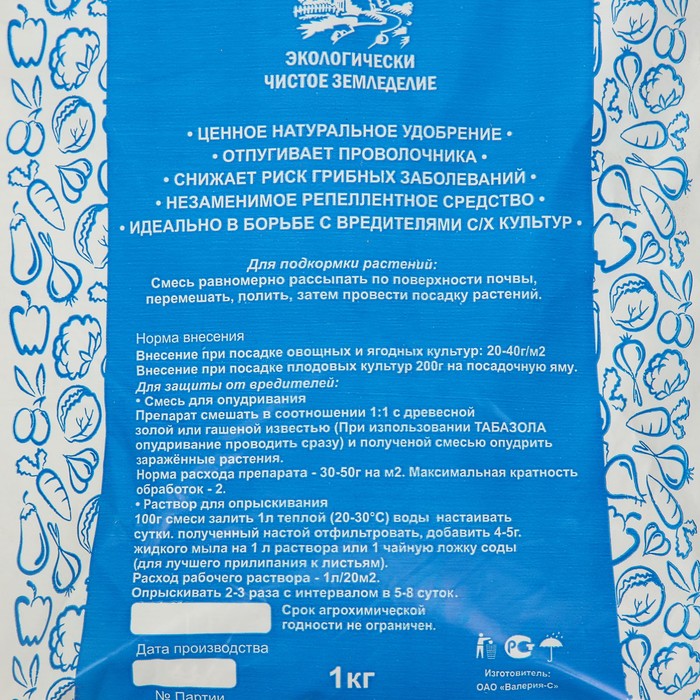 ЭКОЛОГИЧЕСКИ
ЧИСТОЕ ЗЕМЛЕДЕЛИЕ
• ЦЕННОЕ НАТУРАЛЬНОЕ УДОБРЕНИЕ •
• ОТПУГИВАЕТ ПРОВОЛОЧНИКА •
• СНИЖАЕТ РИСК ГРИБНЫХ ЗАБОЛЕВАНИЙ •
• НЕЗАМЕНИМОЕ РЕПЕЛЛЕНТНОЕ СРЕДСТВО •
• ИДЕАЛЬНО В БОРЬБЕ С ВРЕДИТЕЛЯМИ С/Х КУЛЬТУР •
Для подкормки растений:
Смесь равномерно рассыпать по поверхности почвы,
перемешать, полить, затем провести посадку растений.
Норма внесения
Внесение при посадке овощных и ягодных культур: 20-40г/м2
Внесение при посадке плодовых культур 200г на посадочную яму.
Для защиты от вредителей:
• Смесь для опудривания
Препарат смешать в соотношении 1:1 с древесной
золой или гашеной известью (При изпользовании ТАБАЗОЛА
опудривание проводить сразу) и полученой смесью опудрить
заражённые растения.
Норма расхода препарата - 30-50г на м2. Максимальная кратность
обработок - 2.
• Раствор для опрыскивания
100г смеси залить 1л теплой (20-30°С) воды настаивать
сутки. полученный настой отфильтровать, добавить 4-5г.
жидкого мыла на 1 л раствора или 1 чайную ложку соды
(для лучшего прилипания к листьям).
Расход рабочего раствора - 1л/20м2.
Опрыскивать 2-3 раза с интервалом в 5-8 суток.
Срок агрохимической
годности не ограничен.
Дата производства
1кг
РС
Изготовитель:
ОАО «Валерия-С»
№ Партии